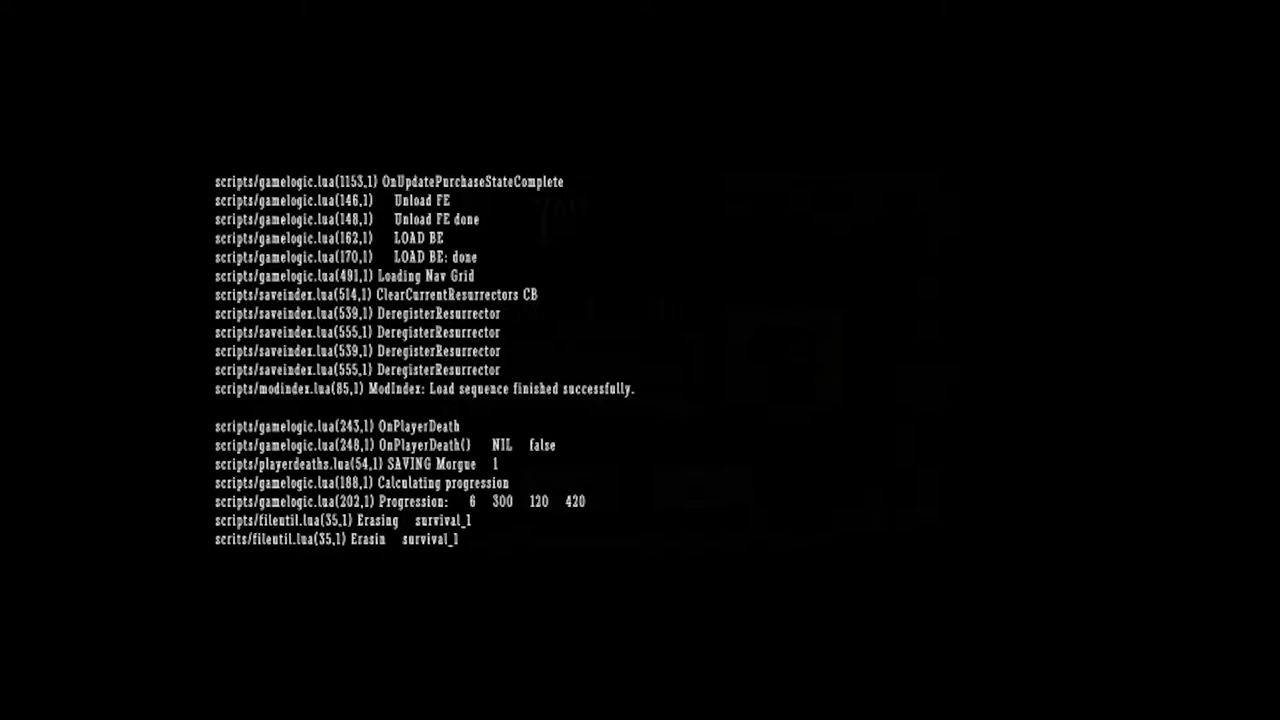 scripts/gamelogic.lua(1153,1) OnUpdatePurchaseStateComplete
scripts/gamelogic.lua(146,1) Unload FE
scripts/gamelogic.lua(148,1) Unload FE done
scripts/gamelogic.lua(162,1) LOAD BE
scripts/gamelogic.lua(170,1) LOAD BE: done
scripts/gamelogic.lua(491,1) Loading Nav Grid
scripts/saveindex.lua(514,1) ClearCurrentResurrectors CB
scripts/saveindex.lua(539,1) DeregisterResurrector
scripts/saveindex.lua(555,1) DeregisterResurrector
scripts/saveindex.lua(539,1) DeregisterResurrector
scripts/saveindex.lua(555,1) DeregisterResurrector
scripts/modindex.lua(85,1) ModIndex: Load sequence finished successfully.
scripts/gamelogic.lua(243,1) OnPlayerDeath
scripts/gamelogic.lua(248,1) OnPlayerDeath() NIL false
scripts/playerdeaths.lua(54,1) SAVING Morgue 1
scripts/gamelogic.lua(188,1) Calculating progression
scripts/gamelogic.lua(202,1) Progression: 6 300 120 420
scripts/fileutil.lua(35,1) Erasing survival_1
scrits/fileutil.lua(35,1) Erasin survival_1